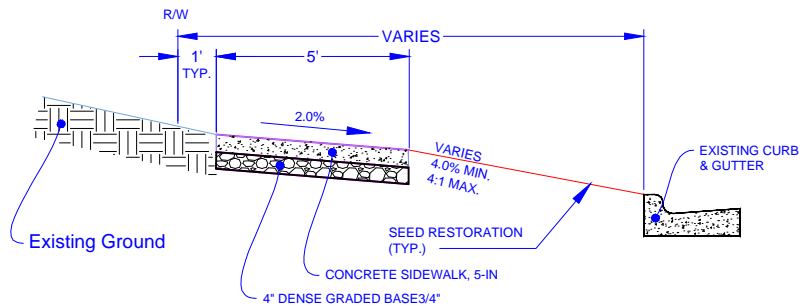 R/W
VARIES
1'
TYP.
5'
2.0%
VARIES
4.0% MIN.
4:1 MAX.
EXISTING CURB
& GUTTER
Existing Ground
SEED RESTORATION
(TYP.)
CONCRETE SIDEWALK, 5-IN
4" DENSE GRADED BASE3/4"